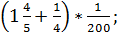 (1 4/5 + 1/4) * 1/200;